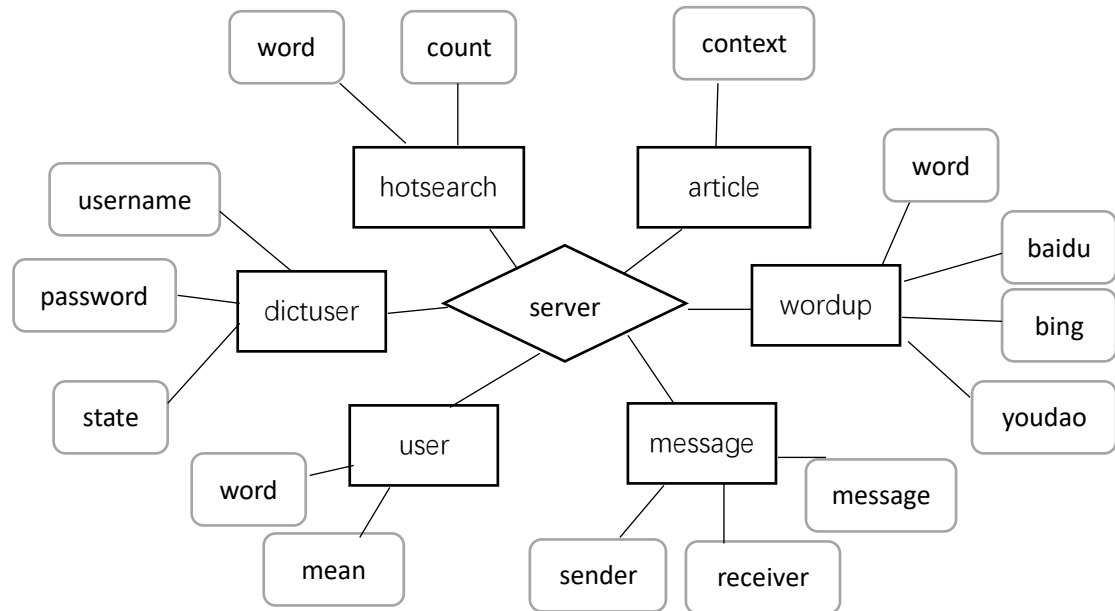 word
count
context
hotsearch
article
word
username
baidu
password
dictuser
server
wordup
bing
state
youdao
user
message
word
message
mean
sender
receiver